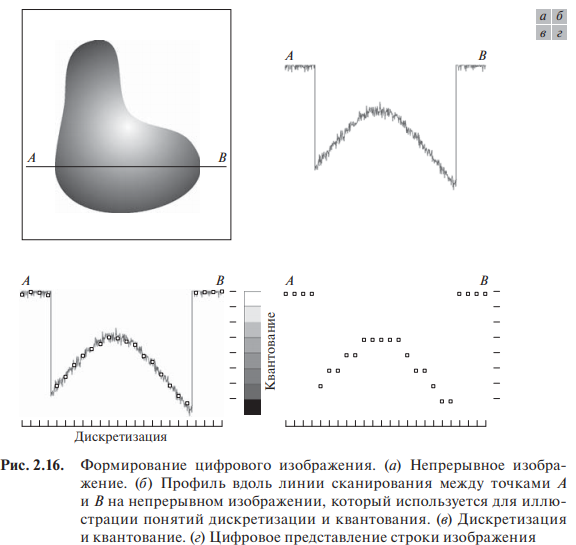 а б
в г
A B
A B
A B
A B
Квантование
Дискретизация
Рис. 2.16. Формирование цифрового изображения. (а) Непрерывное изобра-
жение. (б) Профиль вдоль линии сканирования между точками A
и B на непрерывном изображении, который используется для иллю-
страции понятий дискретизации и квантования. (в) Дискретизация
и квантование. (г) Цифровое представление строки изображения